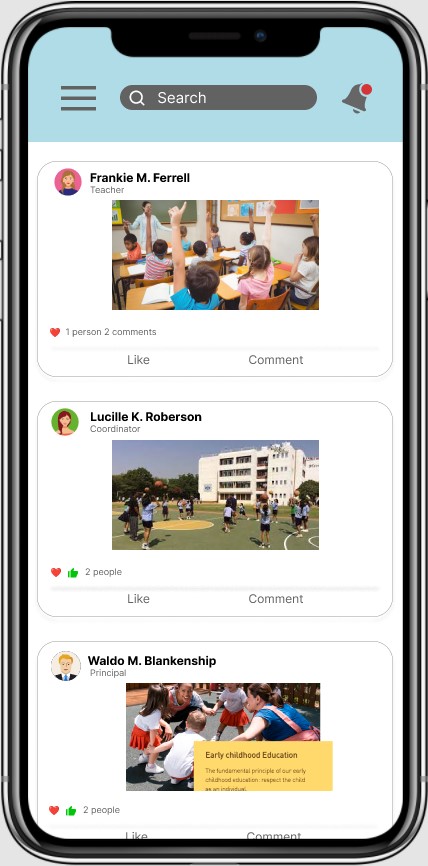 Search
Frankie M. Ferrell
Teacher
1 person 2 comments
Like Comment
Lucille K. Roberson
Coordinator
2 people
Like Comment
Waldo M. Blankenship
Principal
Early childhood Education
The fundamental principle of our early
childhood education: respect the child
as an individual.
2 people
Like Comment